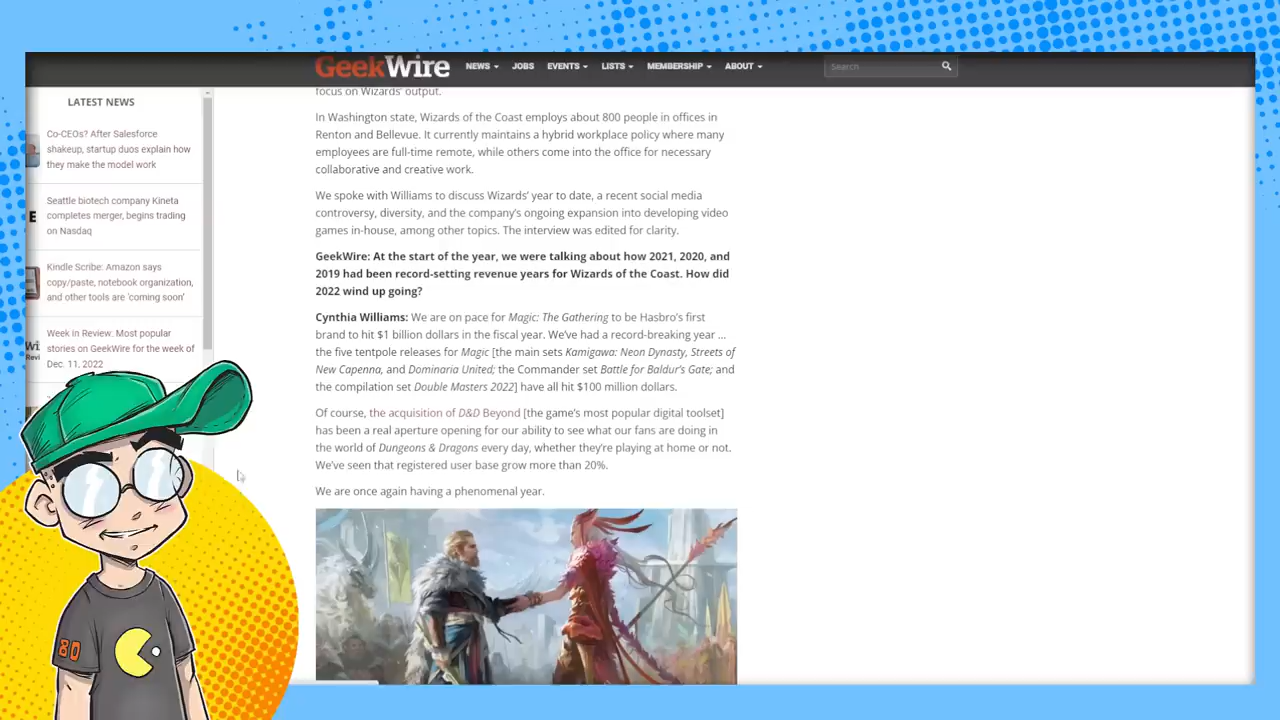 GeekWire
NEWS
JOBS
EVENTS
LISTS
MEMBERSHIP
ABOUT
Search
LATEST NEWS
Co-CEOs? After Salesforce
shakeup, startup duos explain how
they make the model work
E
Seattle biotech company Kineta
completes merger, begins trading
on Nasdaq
Kindle Scribe: Amazon says
copy/paste, notebook organization,
and other tools are 'coming soon'
Wi
Revi
Week in Review: Most popular
stories on GeekWire for the week of
Dec. 11, 2022
focus on Wizards' output.
In Washington state, Wizards of the Coast employs about 800 people in offices in
Renton and Bellevue. It currently maintains a hybrid workplace policy where many
employees are full-time remote, while others come into the office for necessary
collaborative and creative work.
We spoke with Williams to discuss Wizards' year to date, a recent social media
controversy, diversity, and the company's ongoing expansion into developing video
games in-house, among other topics. The interview was edited for clarity.
GeekWire: At the start of the year, we were talking about how 2021, 2020, and
2019 had been record-setting revenue years for Wizards of the Coast. How did
2022 wind up going?
Cynthia Williams: We are on pace for Magic: The Gathering to be Hasbro's first
brand to hit $1 billion dollars in the fiscal year. We've had a record-breaking year ...
the five tentpole releases for Magic [the main sets Kamigawa: Neon Dynasty, Streets of
New Capenna, and Dominaria United; the Commander set Battle for Baldur's Gate; and
the compilation set Double Masters 2022] have all hit $100 million dollars.
Of course, the acquisition of D&D Beyond [the game's most popular digital toolset]
has been a real aperture opening for our ability to see what our fans are doing in
the world of Dungeons & Dragons every day, whether they're playing at home or not.
We've seen that registered user base grow more than 20%.
We are once again having a phenomenal year.
80